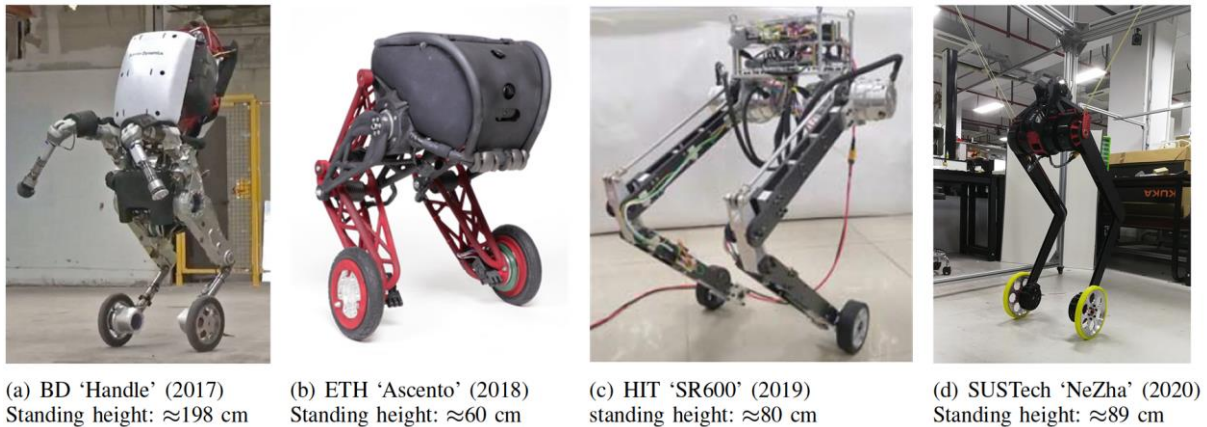 (a) BD ‘Handle’ (2017)
Standing height: ≈198 cm
(b) ETH ‘Ascento’ (2018)
Standing height: ≈60 cm
(c) HIT ‘SR600’ (2019)
standing height: ≈80 cm
(d) SUSTech ‘NeZha’ (2020)
Standing height: ≈89 cm
KUKA